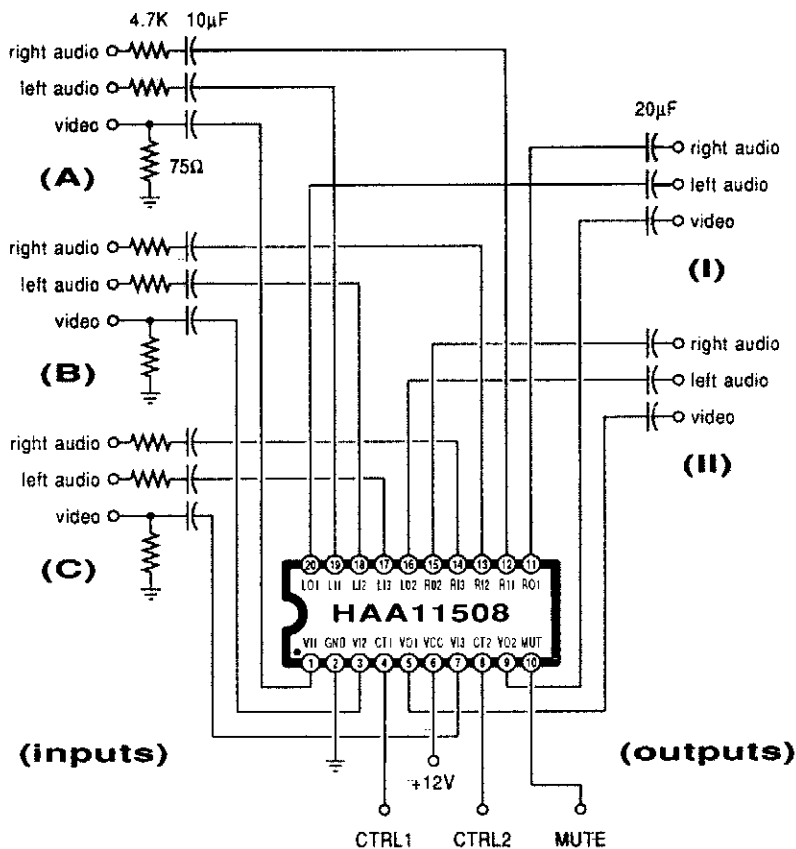 4.7K 10µF
right audio
left audio
video
75Ω
(A)
right audio
left audio
video
(B)
right audio
left audio
video
(C)
20µF
right audio
left audio
video
(I)
right audio
left audio
video
(II)
20 19 18 17 16 15 14 13 12 11
LO1 LI1 LI2 LI3 LO2 RO2 RI3 RI2 RI1 RO1
HAA11508
VI1 GND VI2 CT1 VO1 VCC VI3 CT2 VO2 MUT
1 2 3 4 5 6 7 8 9 10
(inputs)
(outputs)
+12V
CTRL1 CTRL2 MUTE